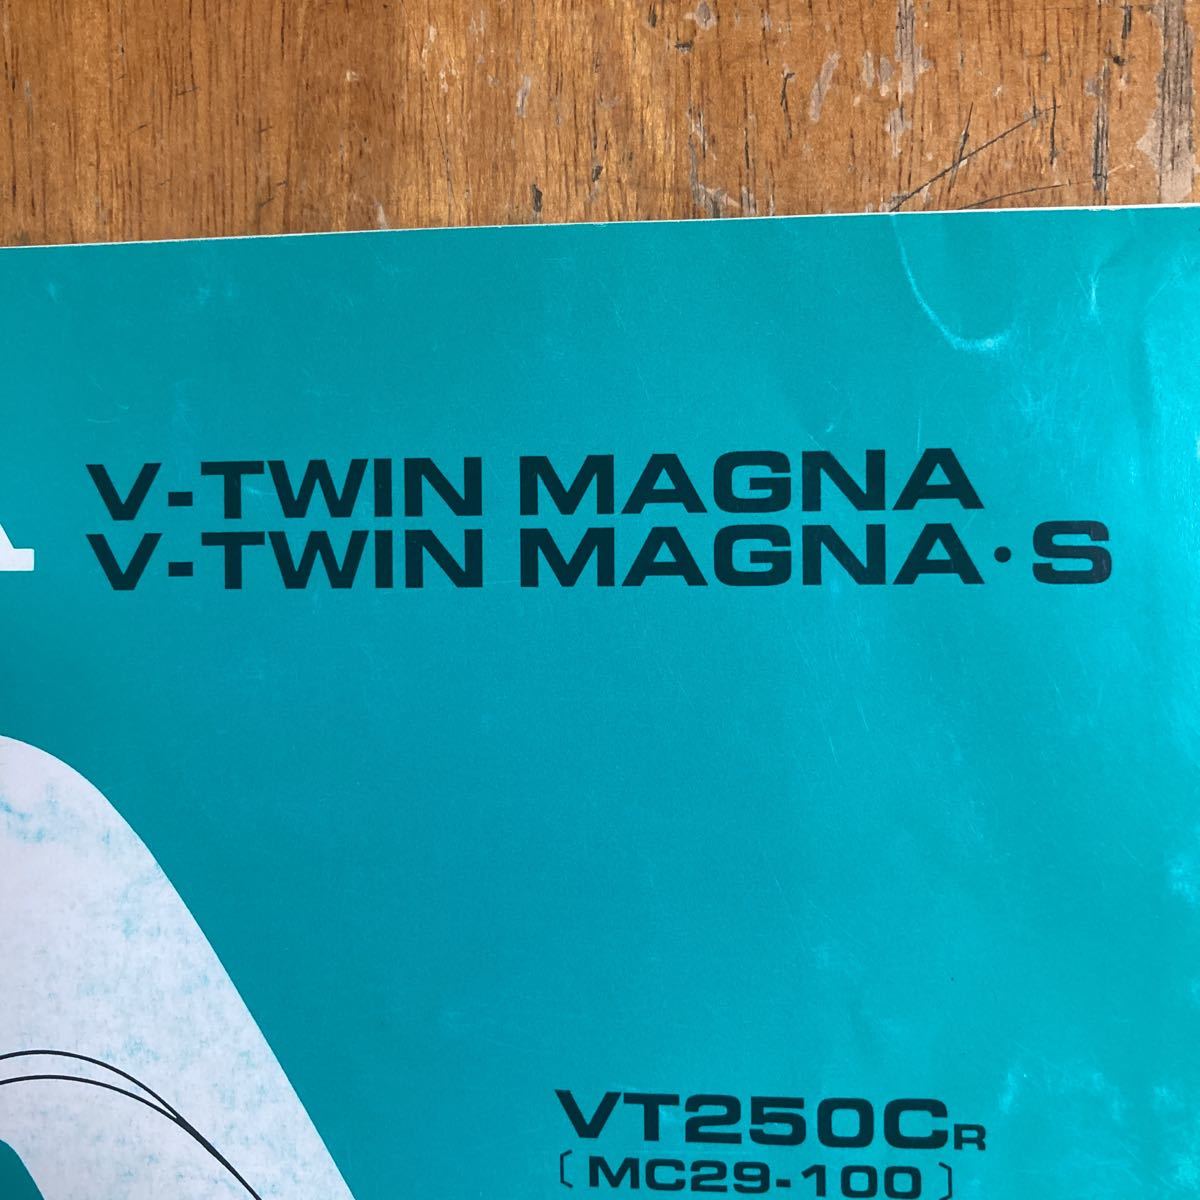 V-TWIN MAGNA
V-TWIN MAGNA・S
VT250CR
〔MC29-100〕